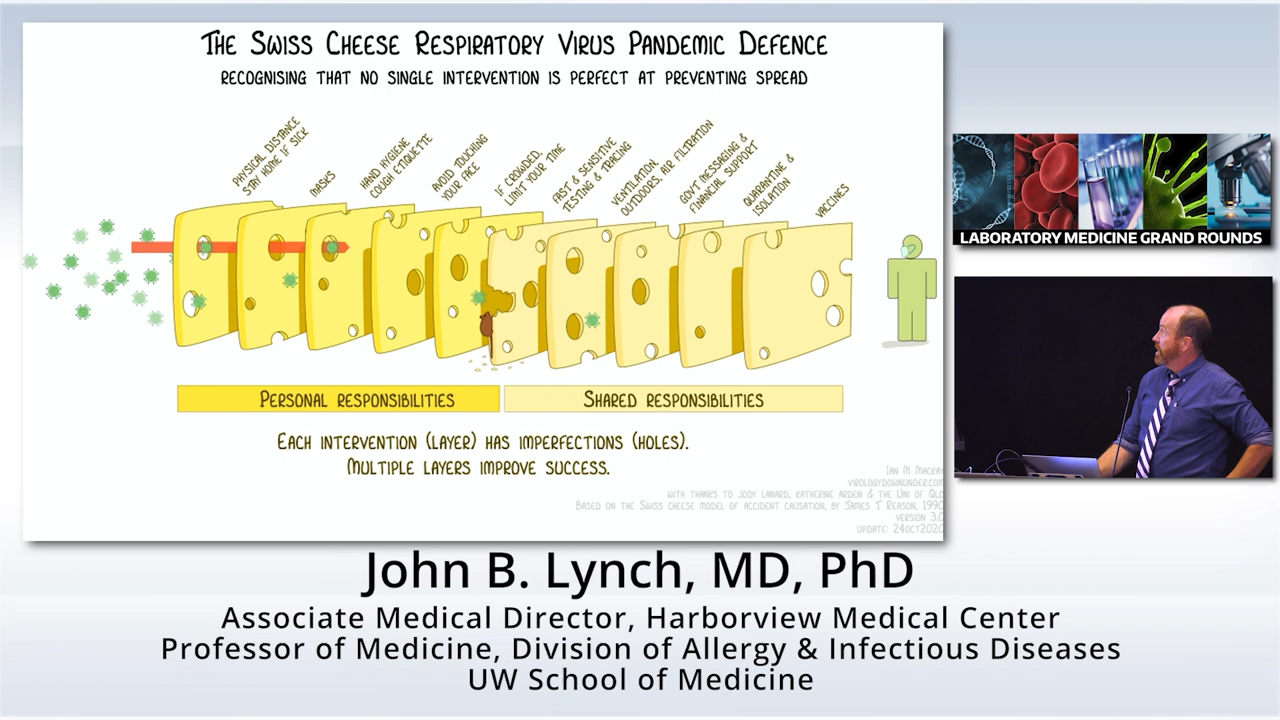 THE SWISS CHEESE RESPIRATORY VIRUS PANDEMIC DEFENCE
RECOGNISING THAT NO SINGLE INTERVENTION IS PERFECT AT PREVENTING SPREAD
PHYSICAL DISTANCE
STAY HOME IF SICK
MASKS
HAND HYGIENE
COUGH ETIQUETTE
AVOID TOUCHING
YOUR FACE
IF CROWDED,
LIMIT YOUR TIME
FAST & SENSITIVE
TESTING & TRACING
VENTILATION,
OUTDOORS, AIR FILTRATION
GOVT MESSAGING &
FINANCIAL SUPPORT
QUARANTINE &
ISOLATION
VACCINES
PERSONAL RESPONSIBILITIES
SHARED RESPONSIBILITIES
EACH INTERVENTION (LAYER) HAS IMPERFECTIONS (HOLES).
MULTIPLE LAYERS IMPROVE SUCCESS.
IAN M MACKAY
VIROLOGYDOWNUNDER.COM
WITH THANKS TO JODY LANARD, KATHERINE ARDEN & THE UNI OF QLD
BASED ON THE SWISS CHEESE MODEL OF ACCIDENT CAUSATION, BY JAMES T REASON, 1990
VERSION 3.0
UPDATE: 24OCT2020
LABORATORY MEDICINE GRAND ROUNDS
John B. Lynch, MD, PhD
Associate Medical Director, Harborview Medical Center
Professor of Medicine, Division of Allergy & Infectious Diseases
UW School of Medicine